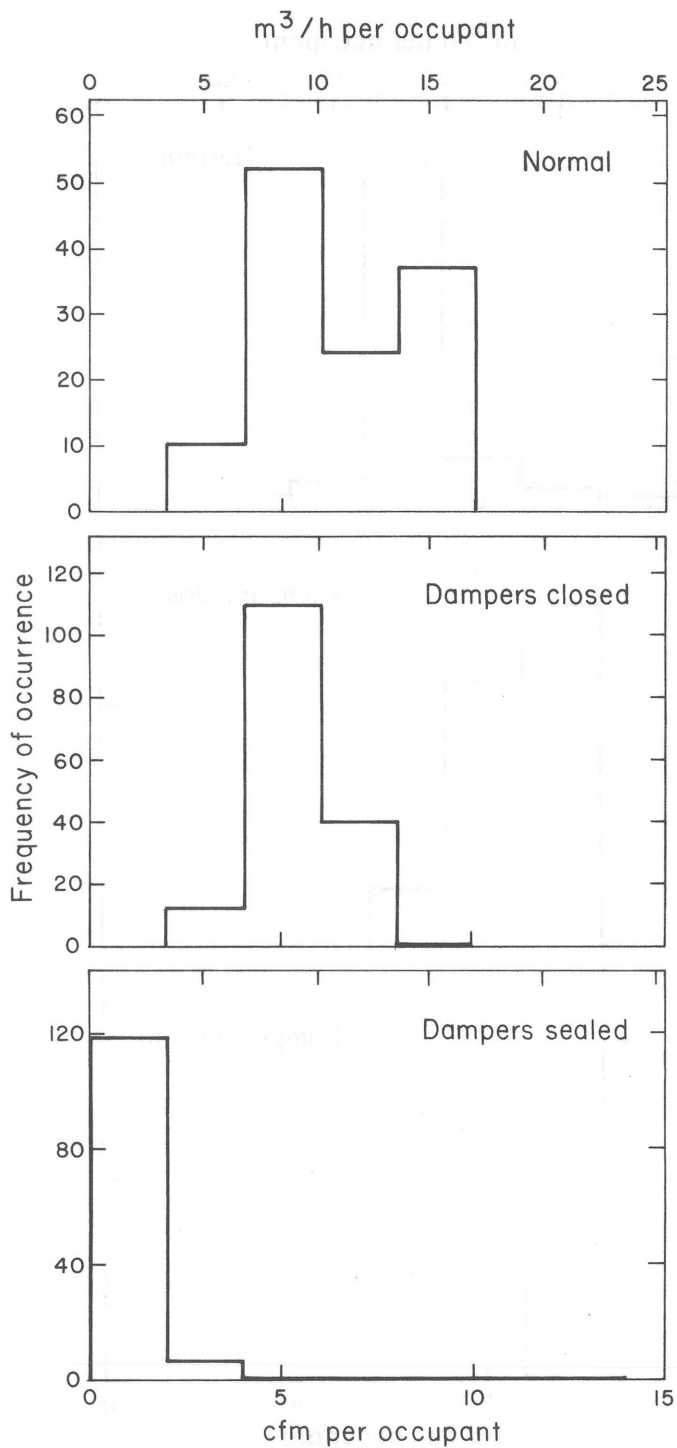 m³/h per occupant
0 5 10 15 20 25
60
Normal
50
40
30
20
10
0
Frequency of occurrence
120
Dampers closed
100
80
60
40
20
0
120
Dampers sealed
80
40
0
0 5 10 15
cfm per occupant